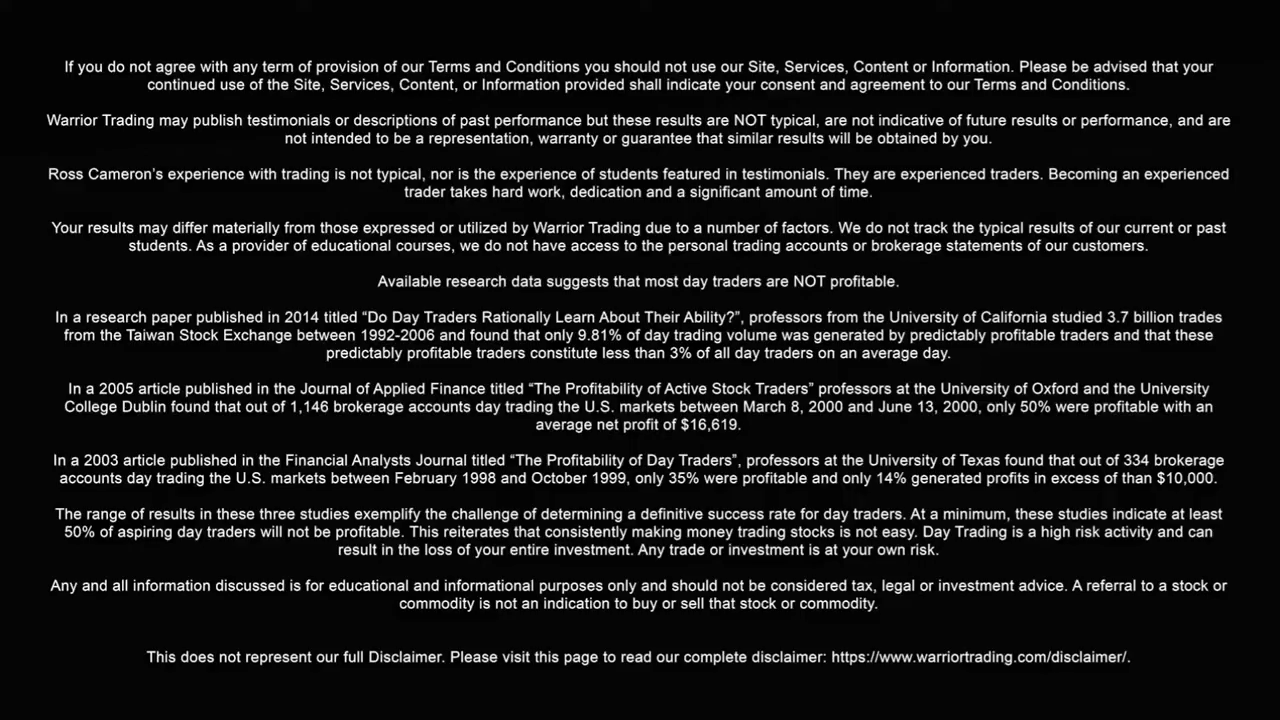 If you do not agree with any term of provision of our Terms and Conditions you should not use our Site, Services, Content or Information. Please be advised that your
continued use of the Site, Services, Content, or Information provided shall indicate your consent and agreement to our Terms and Conditions.
Warrior Trading may publish testimonials or descriptions of past performance but these results are NOT typical, are not indicative of future results or performance, and are
not intended to be a representation, warranty or guarantee that similar results will be obtained by you.
Ross Cameron's experience with trading is not typical, nor is the experience of students featured in testimonials. They are experienced traders. Becoming an experienced
trader takes hard work, dedication and a significant amount of time.
Your results may differ materially from those expressed or utilized by Warrior Trading due to a number of factors. We do not track the typical results of our current or past
students. As a provider of educational courses, we do not have access to the personal trading accounts or brokerage statements of our customers.
Available research data suggests that most day traders are NOT profitable.
In a research paper published in 2014 titled “Do Day Traders Rationally Learn About Their Ability?”, professors from the University of California studied 3.7 billion trades
from the Taiwan Stock Exchange between 1992-2006 and found that only 9.81% of day trading volume was generated by predictably profitable traders and that these
predictably profitable traders constitute less than 3% of all day traders on an average day.
In a 2005 article published in the Journal of Applied Finance titled “The Profitability of Active Stock Traders” professors at the University of Oxford and the University
College Dublin found that out of 1,146 brokerage accounts day trading the U.S. markets between March 8, 2000 and June 13, 2000, only 50% were profitable with an
average net profit of $16,619.
In a 2003 article published in the Financial Analysts Journal titled “The Profitability of Day Traders”, professors at the University of Texas found that out of 334 brokerage
accounts day trading the U.S. markets between February 1998 and October 1999, only 35% were profitable and only 14% generated profits in excess of than $10,000.
The range of results in these three studies exemplify the challenge of determining a definitive success rate for day traders. At a minimum, these studies indicate at least
50% of aspiring day traders will not be profitable. This reiterates that consistently making money trading stocks is not easy. Day Trading is a high risk activity and can
result in the loss of your entire investment. Any trade or investment is at your own risk.
Any and all information discussed is for educational and informational purposes only and should not be considered tax, legal or investment advice. A referral to a stock or
commodity is not an indication to buy or sell that stock or commodity.
This does not represent our full Disclaimer. Please visit this page to read our complete disclaimer: https://www.warriortrading.com/disclaimer/.